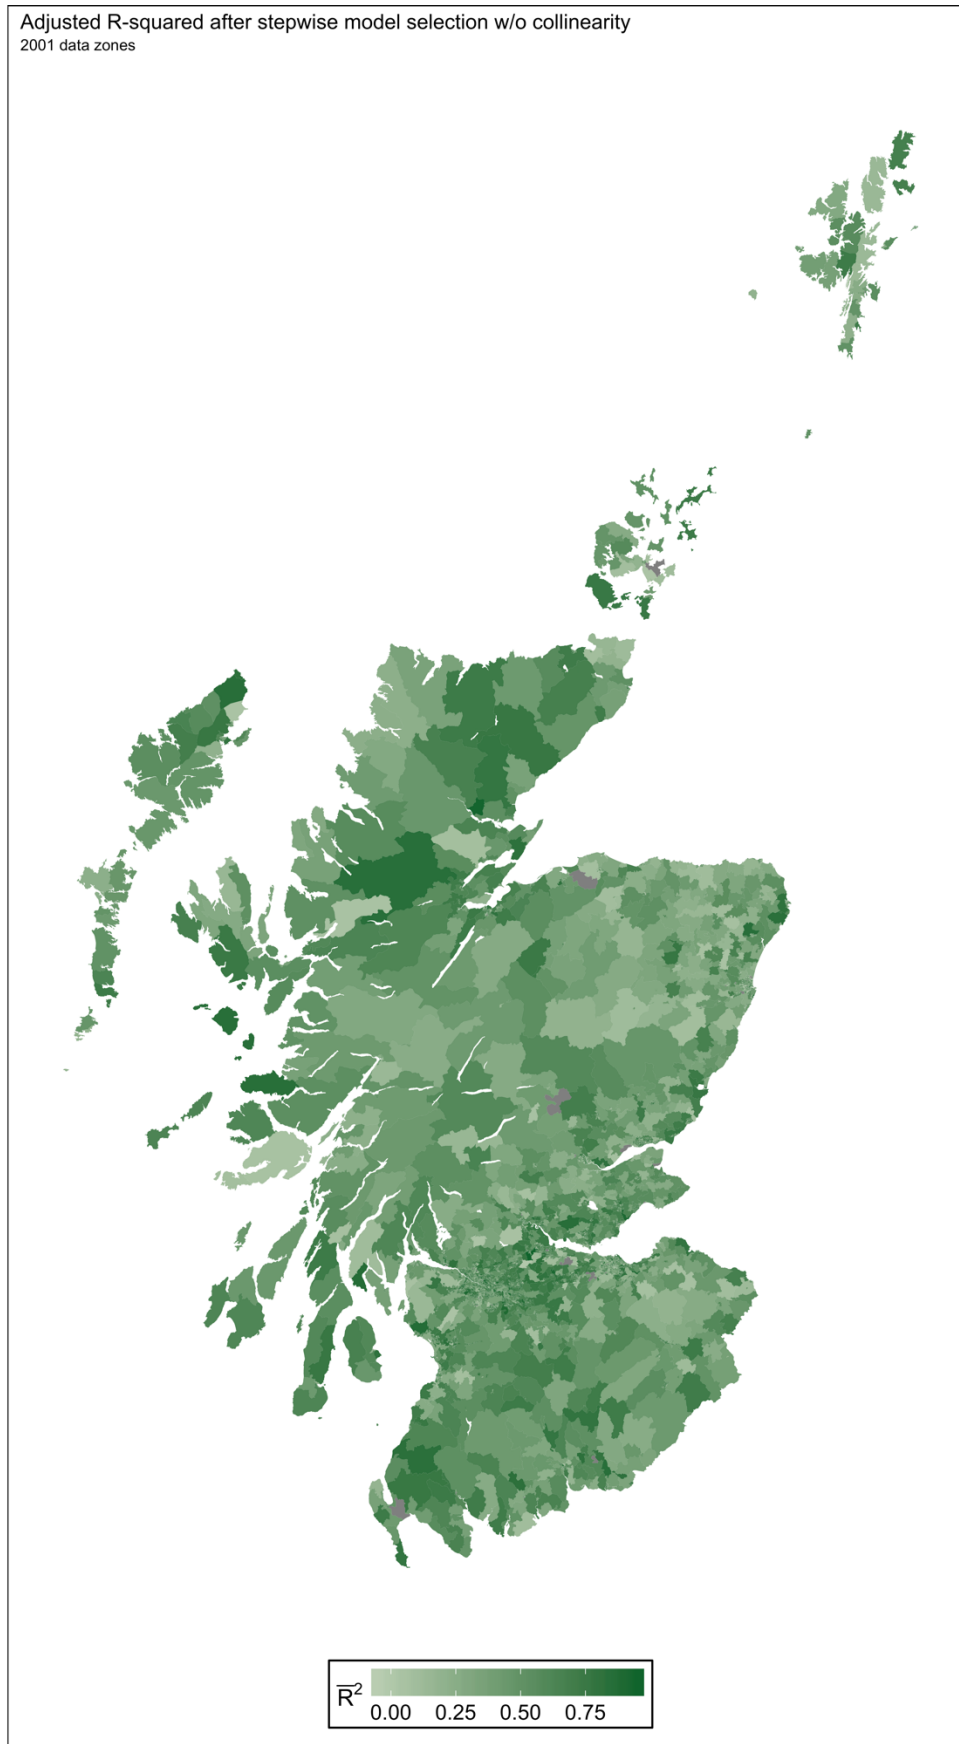 Adjusted R-squared after stepwise model selection w/o collinearity
2001 data zones
R̅²
0.00 0.25 0.50 0.75